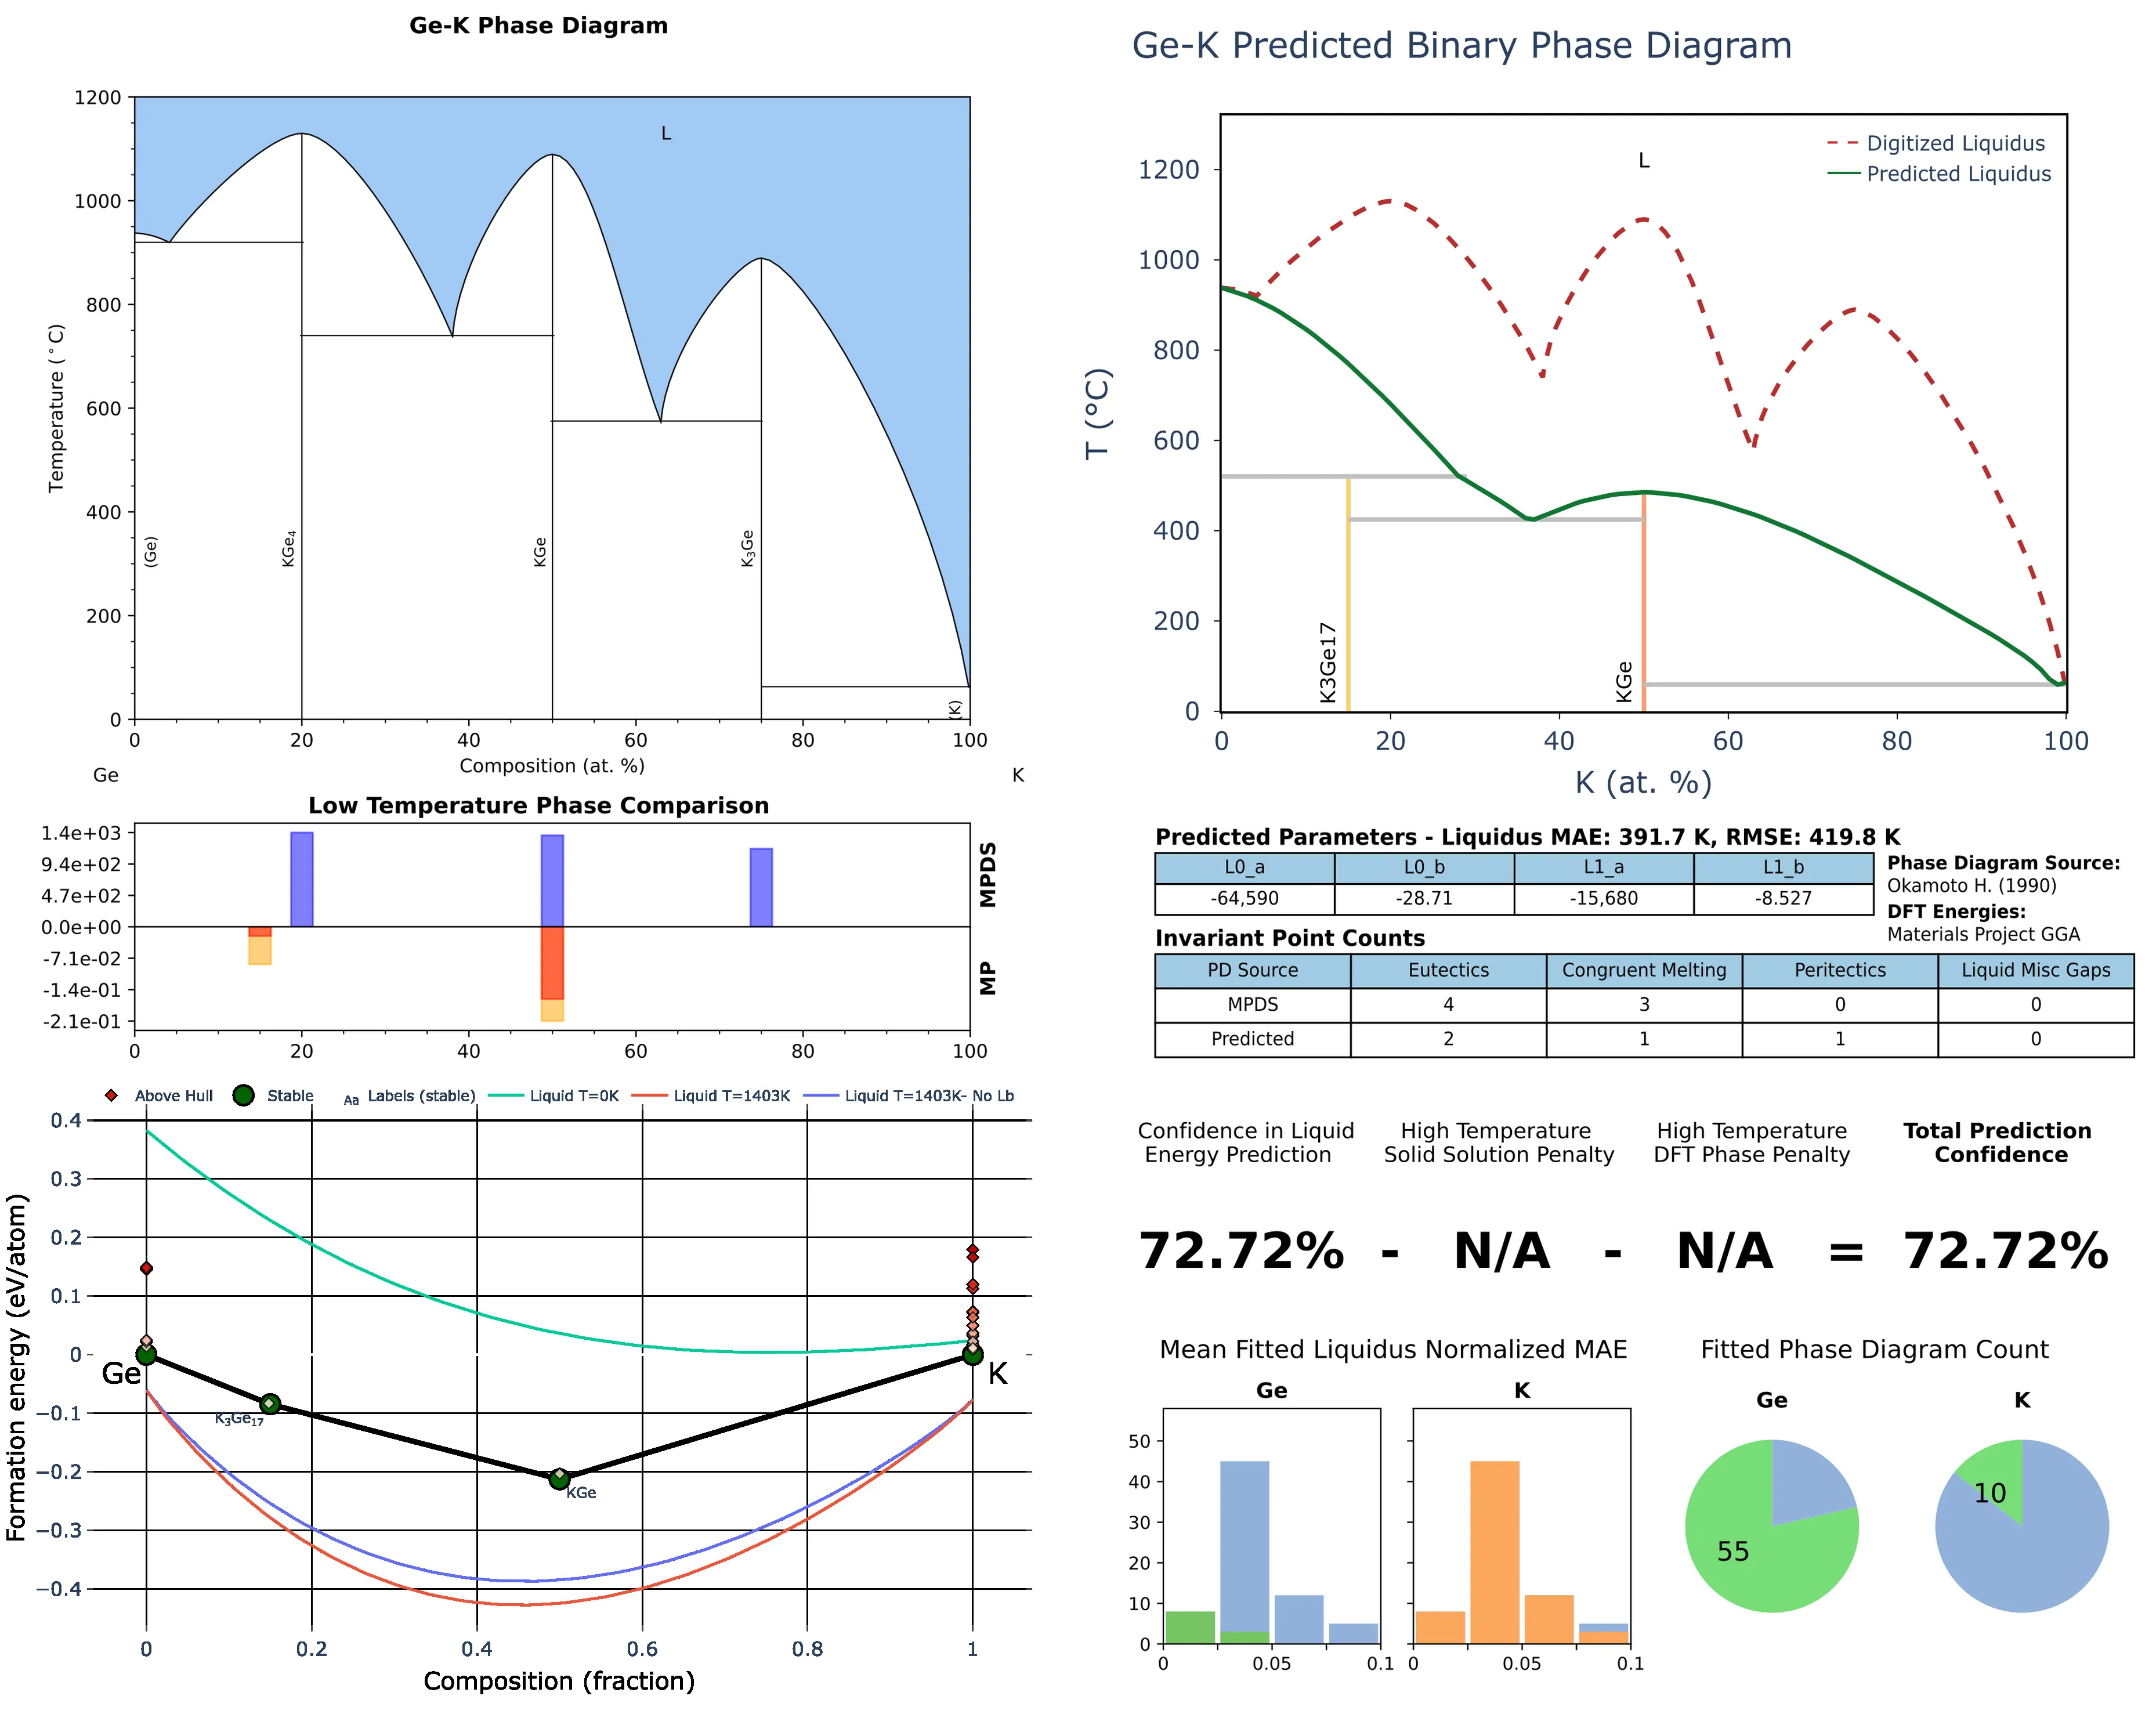 Ge-K Phase Diagram
1200
1000
800
600
400
200
0
Temperature (°C)
L
(Ge)
KGe4
KGe
K3Ge
(K)
0 20 40 60 80 100
Composition (at. %)
Ge K
Low Temperature Phase Comparison
1.4e+03
9.4e+02
4.7e+02
0.0e+00
-7.1e-02
-1.4e-01
-2.1e-01
MPDS
MP
0 20 40 60 80 100
Above Hull Stable Aa Labels (stable) Liquid T=0K Liquid T=1403K Liquid T=1403K- No Lb
0.4
0.3
0.2
0.1
0
−0.1
−0.2
−0.3
−0.4
Formation energy (eV/atom)
Ge
K
K3Ge17
KGe
0 0.2 0.4 0.6 0.8 1
Composition (fraction)
Ge-K Predicted Binary Phase Diagram
Digitized Liquidus
Predicted Liquidus
L
1200
1000
800
600
400
200
0
T (°C)
K3Ge17
KGe
0 20 40 60 80 100
K (at. %)
Predicted Parameters - Liquidus MAE: 391.7 K, RMSE: 419.8 K
L0_a L0_b L1_a L1_b
-64,590 -28.71 -15,680 -8.527
Phase Diagram Source:
Okamoto H. (1990)
DFT Energies:
Materials Project GGA
Invariant Point Counts
PD Source Eutectics Congruent Melting Peritectics Liquid Misc Gaps
MPDS 4 3 0 0
Predicted 2 1 1 0
Confidence in Liquid
Energy Prediction
High Temperature
Solid Solution Penalty
High Temperature
DFT Phase Penalty
Total Prediction
Confidence
72.72% - N/A - N/A = 72.72%
Mean Fitted Liquidus Normalized MAE
Ge
K
50
40
30
20
10
0
0 0.05 0.1
0 0.05 0.1
Fitted Phase Diagram Count
Ge
K
55
10